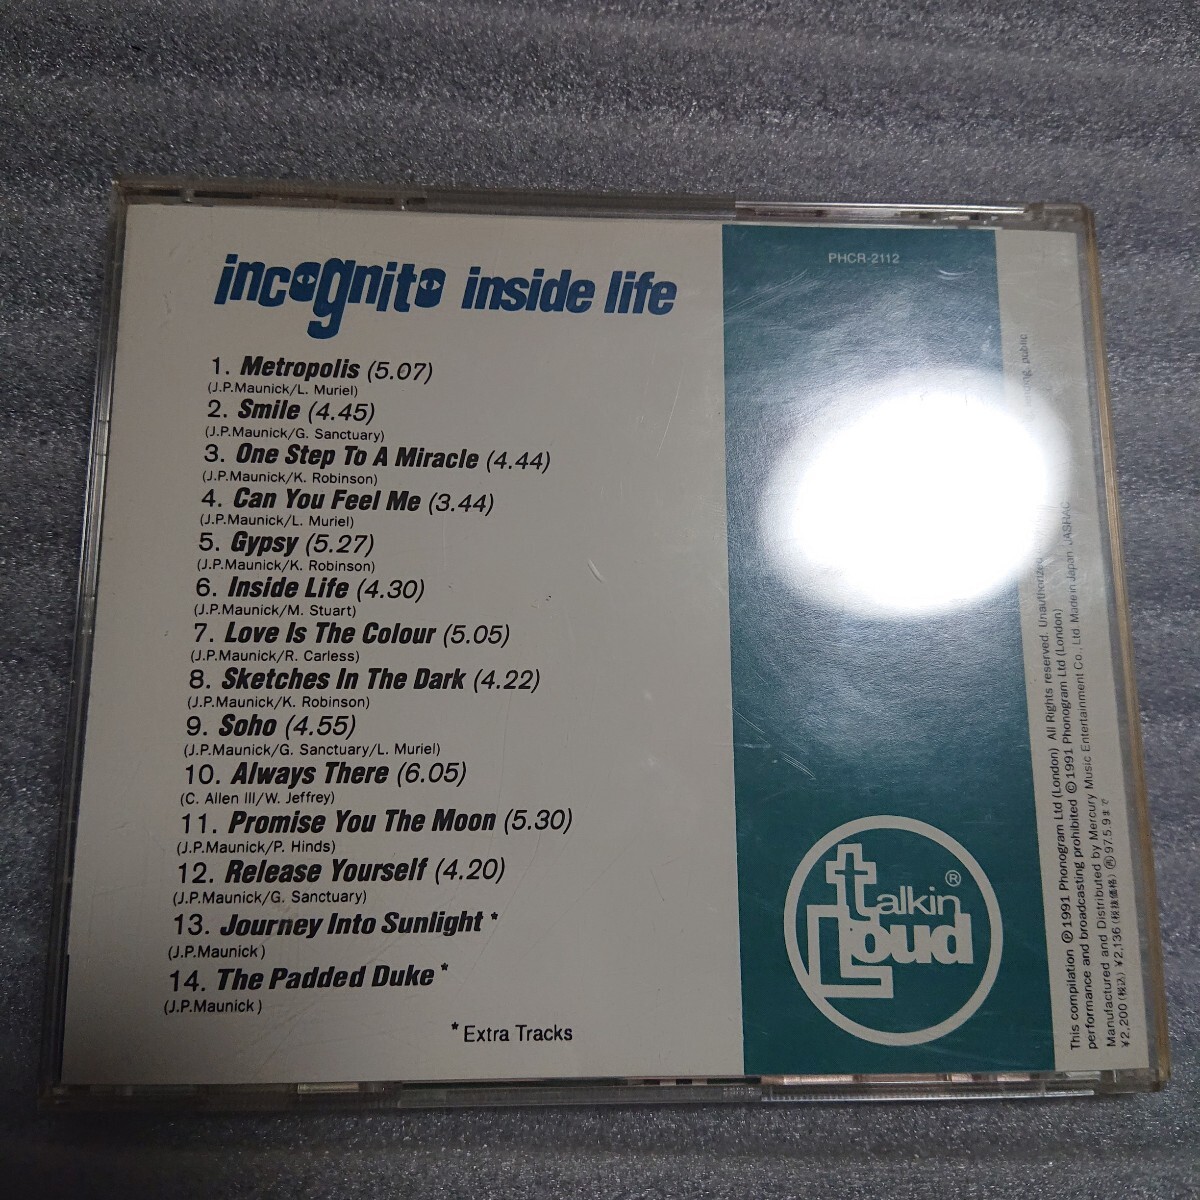 incognito inside life
1. Metropolis (5.07)
(J.P.Maunick/L. Muriel)
2. Smile (4.45)
(J.P.Maunick/G. Sanctuary)
3. One Step To A Miracle (4.44)
(J.P.Maunick/K. Robinson)
4. Can You Feel Me (3.44)
(J.P.Maunick/L. Muriel)
5. Gypsy (5.27)
(J.P.Maunick/K. Robinson)
6. Inside Life (4.30)
(J.P.Maunick/M. Stuart)
7. Love Is The Colour (5.05)
(J.P.Maunick/R. Carless)
8. Sketches In The Dark (4.22)
(J.P.Maunick/K. Robinson)
9. Soho (4.55)
(J.P.Maunick/G. Sanctuary/L. Muriel)
10. Always There (6.05)
(C. Allen III/W. Jeffrey)
11. Promise You The Moon (5.30)
(J.P.Maunick/P. Hinds)
12. Release Yourself (4.20)
(J.P.Maunick/G. Sanctuary)
13. Journey Into Sunlight *
(J.P.Maunick)
14. The Padded Duke *
(J.P.Maunick)
* Extra Tracks
PHCR-2112
talkin ®
Loud
This compilation ℗1991 Phonogram Ltd (London) All Rights reserved. Unauthorized public
performance and broadcasting prohibited ©1991 Phonogram Ltd (London)
Manufactured and Distributed by Mercury Music Entertainment Co., Ltd. Made in Japan JASRAC
¥2,200(税込) ¥2,136(税抜価格) 97.5.9まで